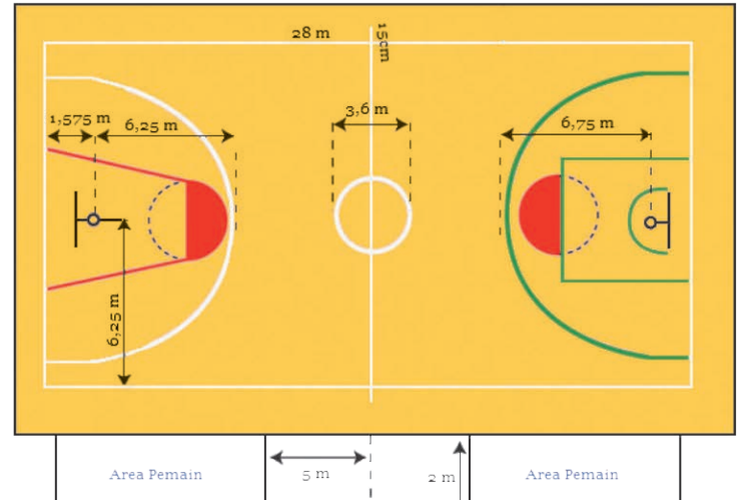 28 m
15cm
3,6 m
1,575 m
6,25 m
6,75 m
6,25 m
Area Pemain
5 m
2 m
Area Pemain